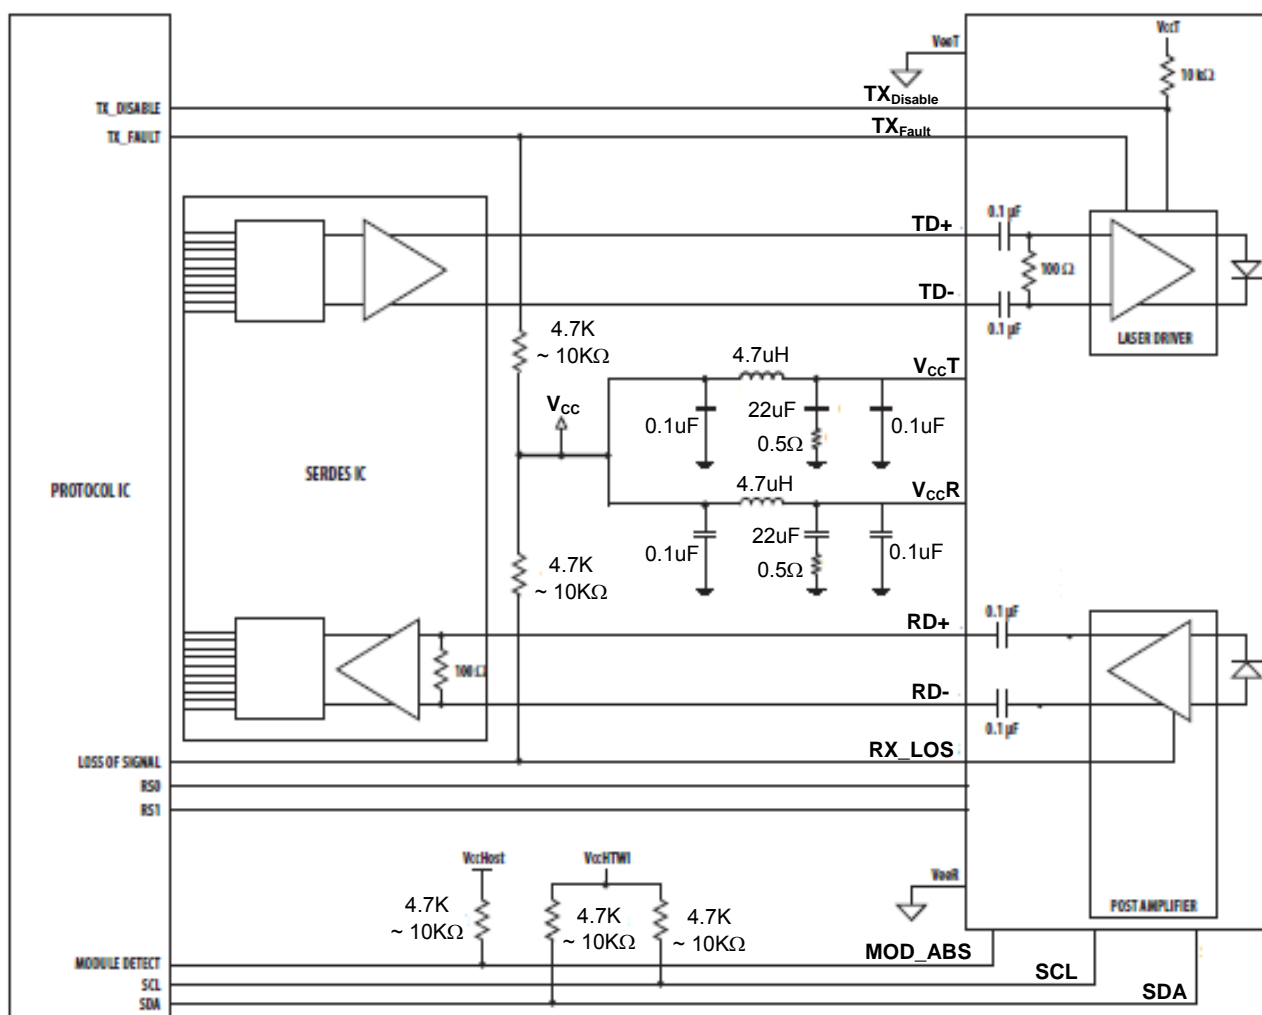 VeeT
VccT
10 kΩ
TX_DISABLE
TX_Disable
TX_FAULT
TX_Fault
0.1 µF
TD+
100 Ω
TD-
0.1 µF
LASER DRIVER
4.7K
~ 10KΩ
4.7uH
VCCT
VCC
0.1uF
22uF
0.1uF
0.5Ω
SERDES IC
PROTOCOL IC
4.7uH
VCCR
0.1uF
22uF
0.1uF
0.5Ω
4.7K
~ 10KΩ
0.1 µF
RD+
100 Ω
RD-
0.1 µF
LOSS OF SIGNAL
RX_LOS
RS0
RS1
VccHost
VccHTWI
VeeR
4.7K
~ 10KΩ
4.7K
~ 10KΩ
4.7K
~ 10KΩ
POST AMPLIFIER
MODULE DETECT
MOD_ABS
SCL
SCL
SDA
SDA